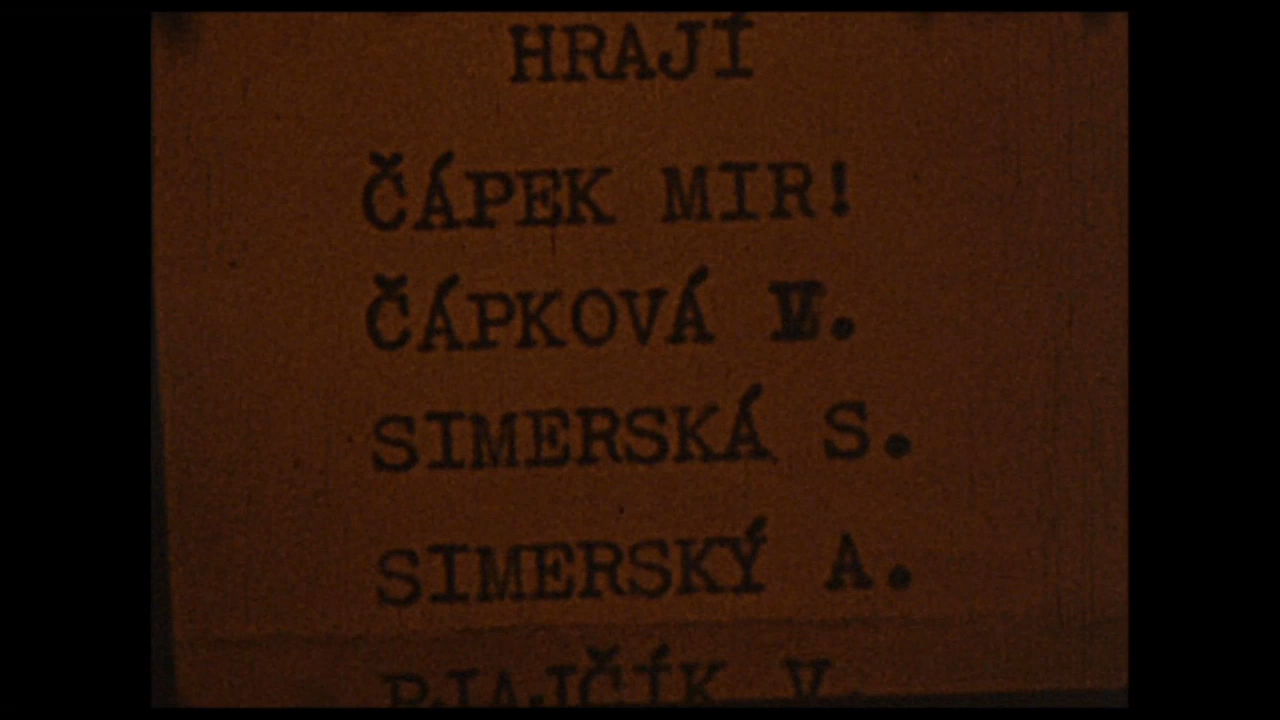 HRAJÍ
ČÁPEK MIR!
ČÁPKOVÁ V.
SIMERSKÁ S.
SIMERSKÝ A.
V.